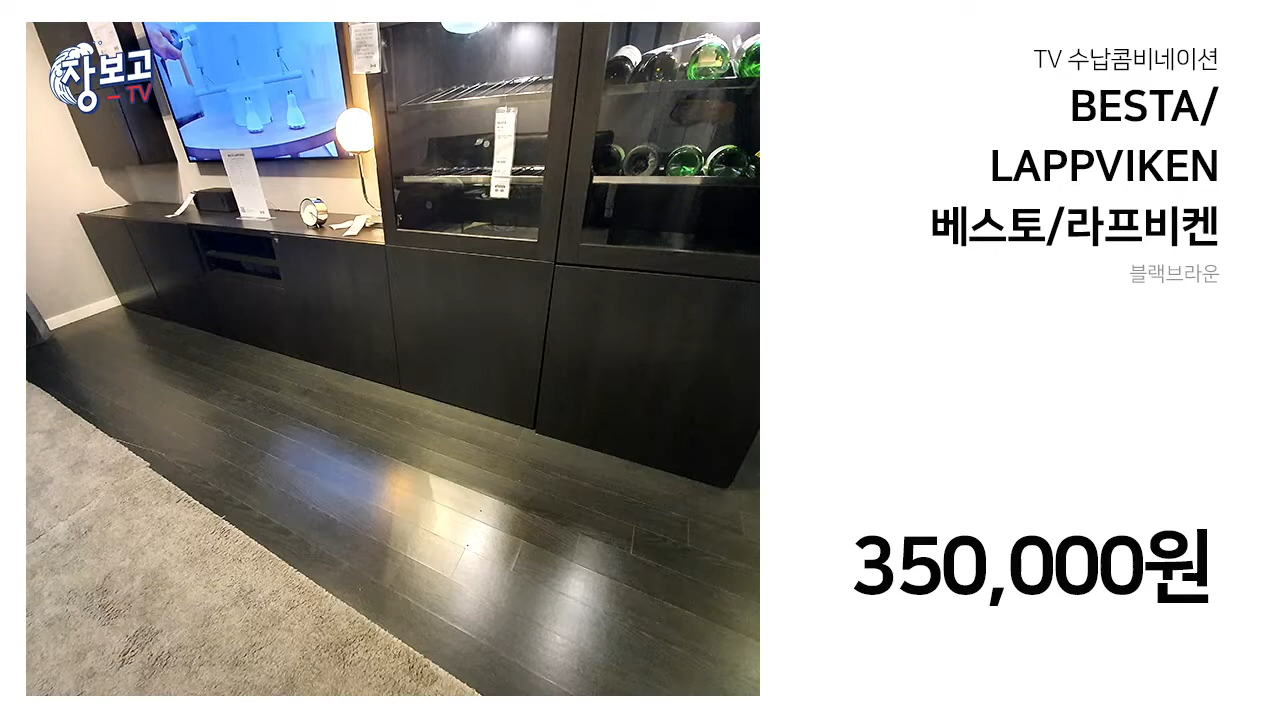 장보고
TV
TV 수납콤비네이션
BESTA/
LAPPVIKEN
베스토/라프비켄
블랙브라운
350,000원